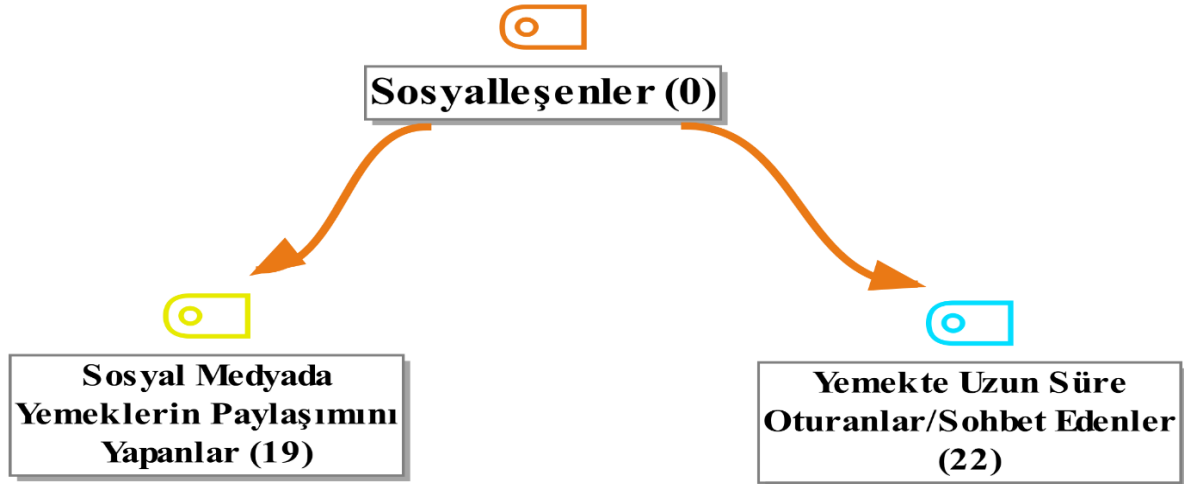 Sosyalleşenler (0)
Sosyal Medyada
Yemeklerin Paylaşımını
Yapanlar (19)
Yemekte Uzun Süre
Oturanlar/Sohbet Edenler
(22)